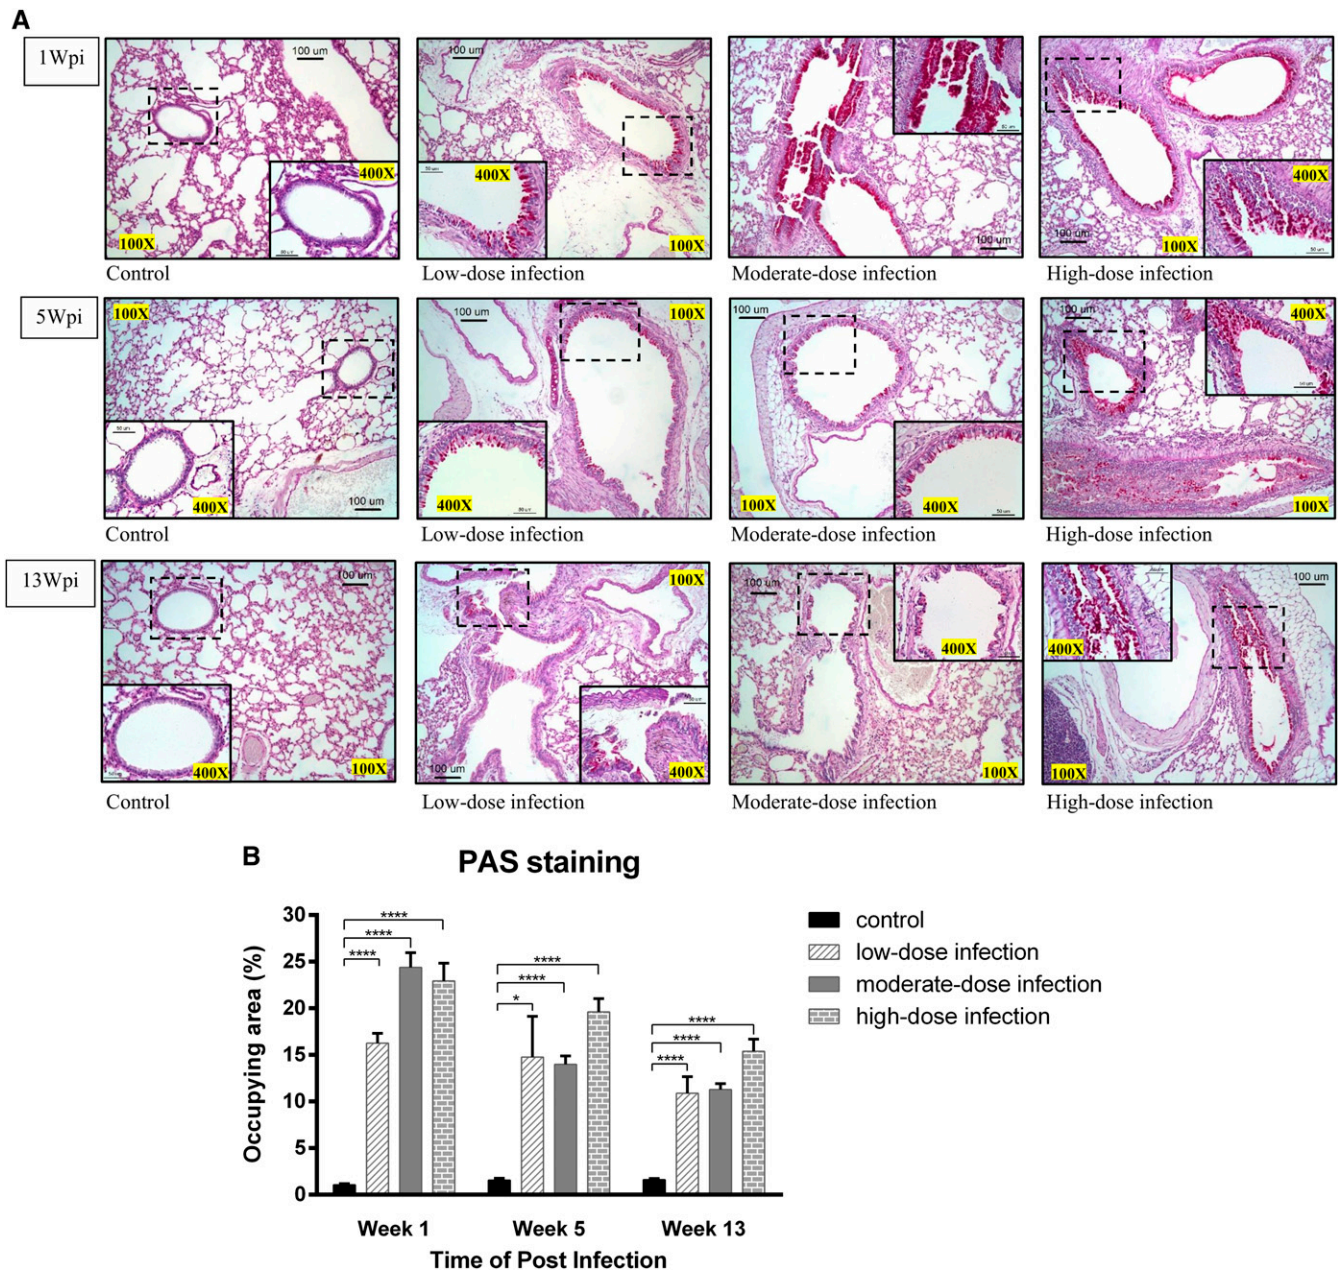 A
1Wpi
100 um
400X
100X
Control
100 um
400X
100X
Low-dose infection
100 um
Moderate-dose infection
400X
100X
High-dose infection
5Wpi
100X
400X
100 um
Control
100 um
100X
400X
Low-dose infection
100 um
100X
400X
50 um
Moderate-dose infection
100 um
400X
100X
High-dose infection
13Wpi
100 um
400X
100X
Control
100X
100 um
400X
Low-dose infection
100 um
400X
100X
Moderate-dose infection
100 um
400X
100X
High-dose infection
B
PAS staining
Occupying area (%)
30
25
20
15
10
5
0
****
****
****
****
****
*
****
****
****
Week 1
Week 5
Week 13
Time of Post Infection
control
low-dose infection
moderate-dose infection
high-dose infection